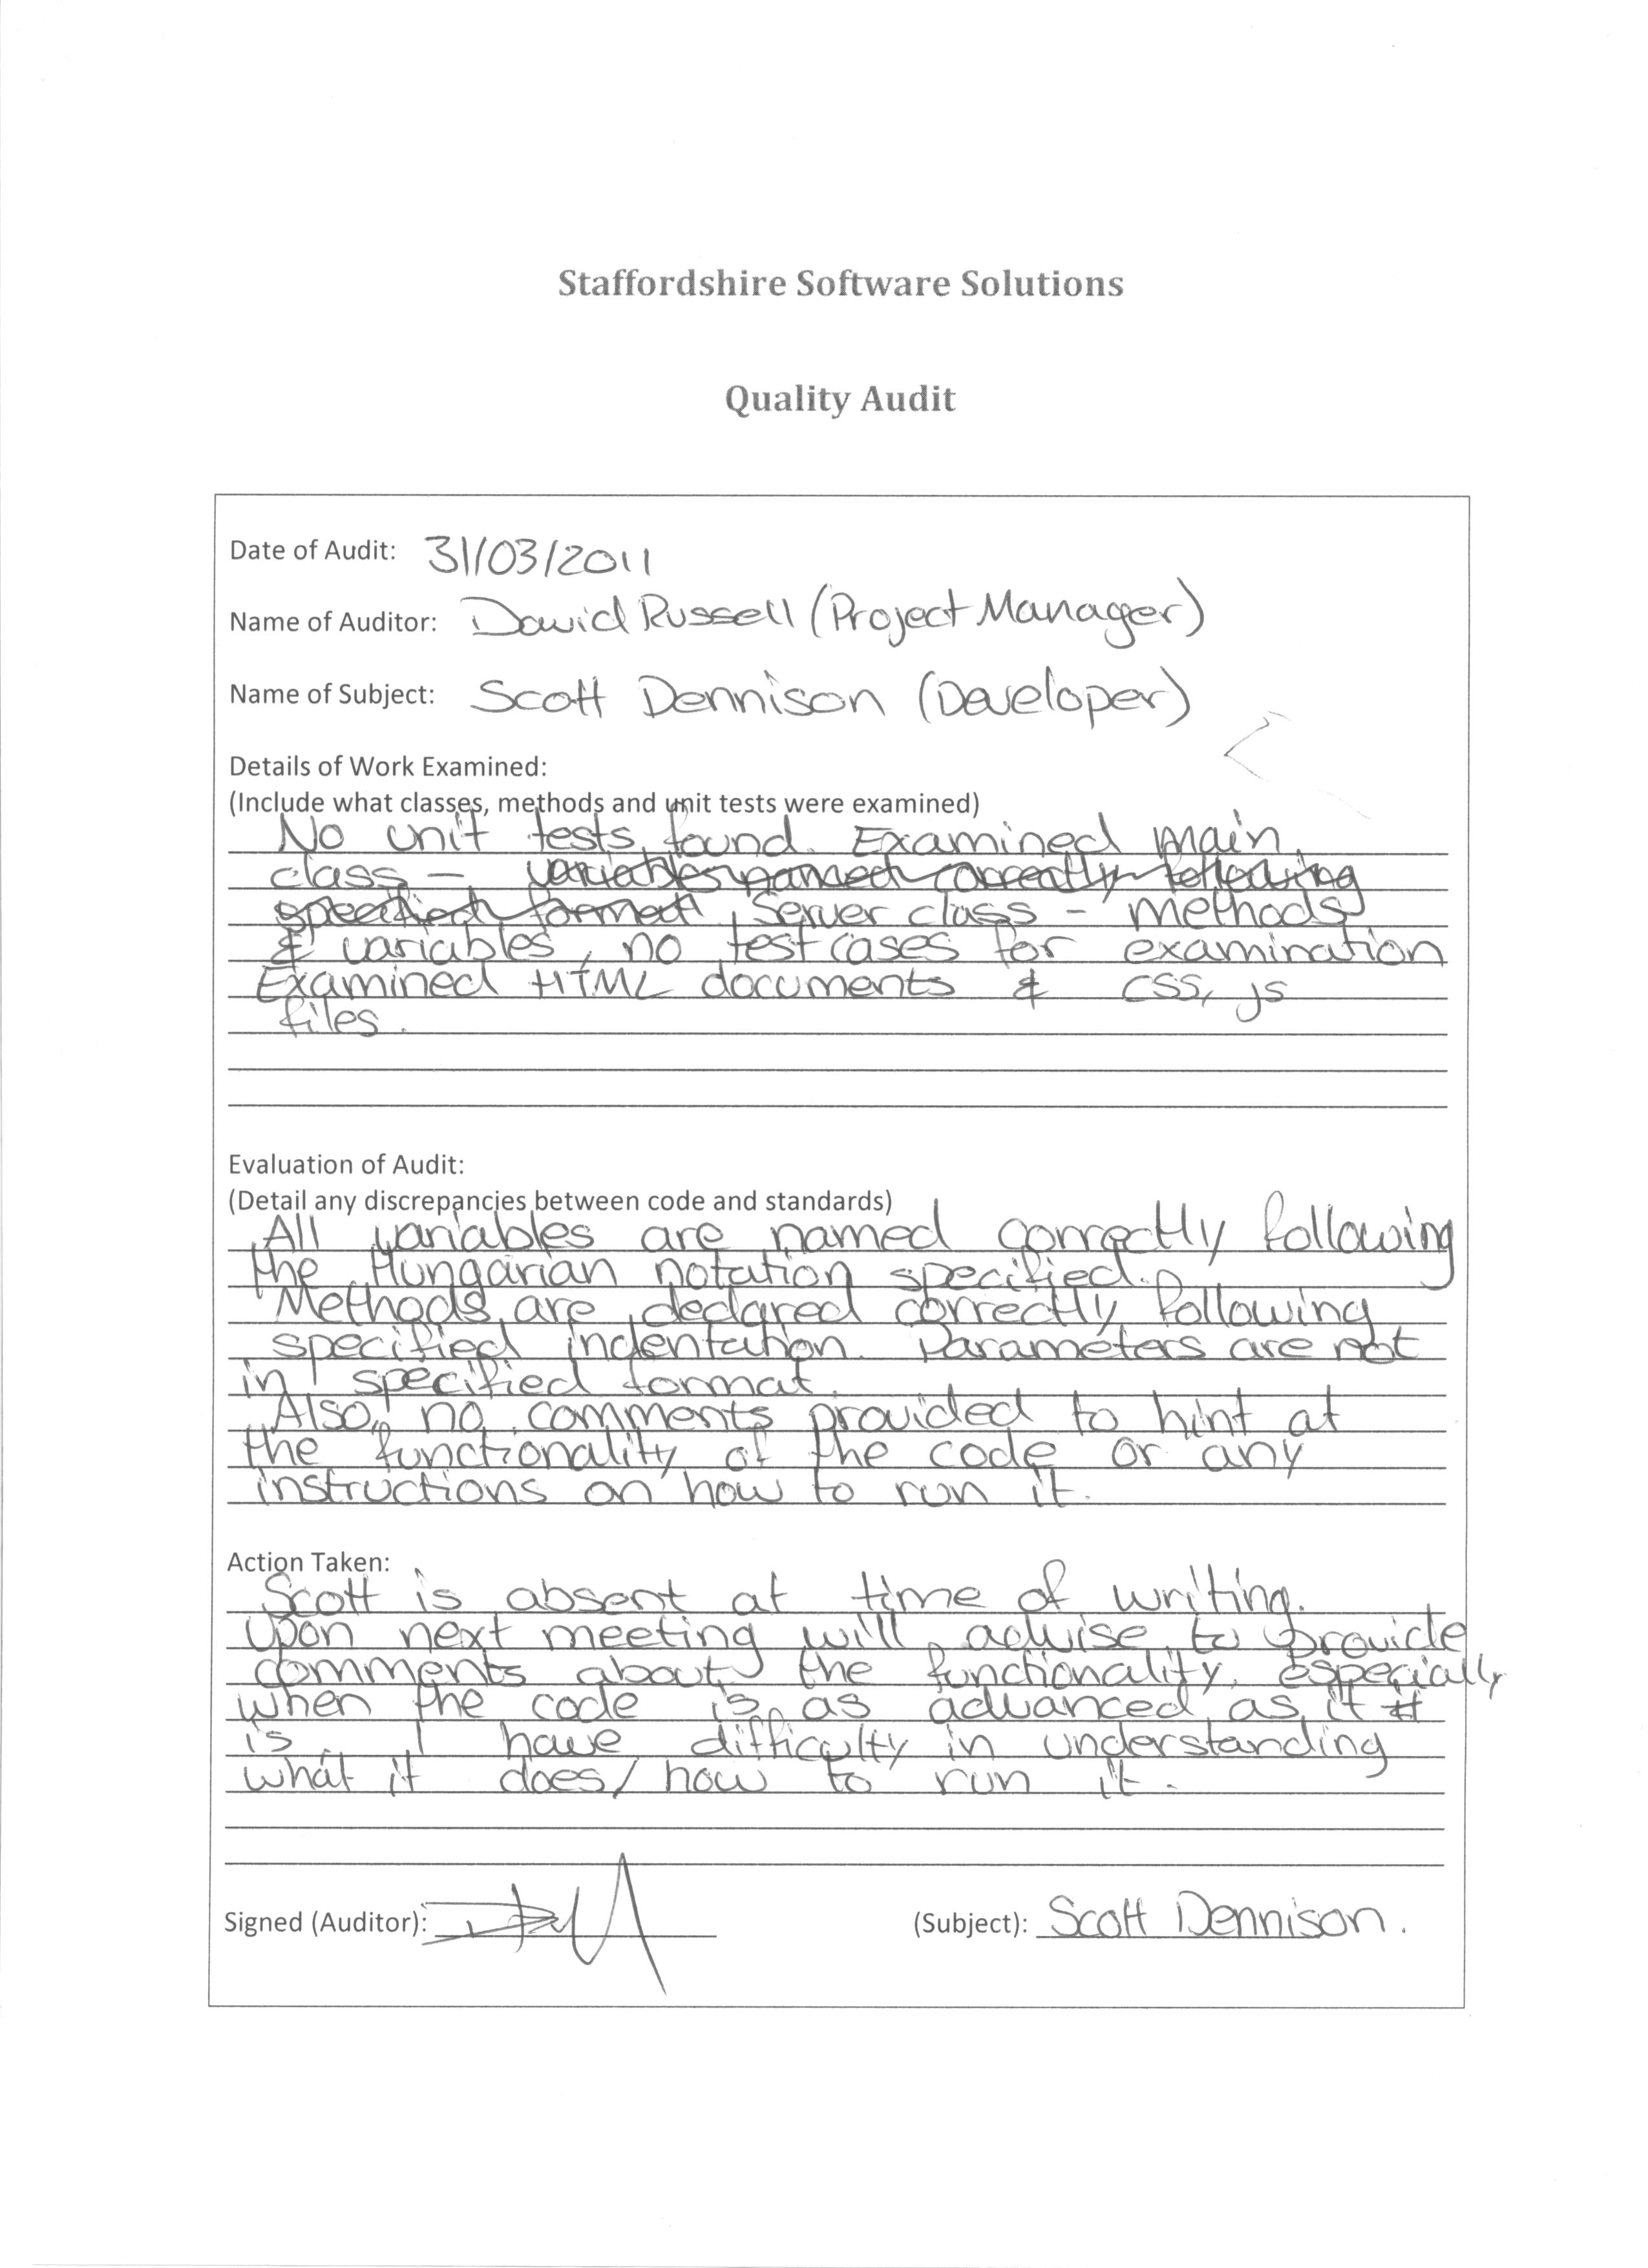 Staffordshire Software Solutions
Quality Audit
Date of Audit: 31/03/2011
Name of Auditor: David Russell (Project Manager)
Name of Subject: Scott Dennison (Developer)
Details of Work Examined:
(Include what classes, methods and unit tests were examined)
No unit tests found. Examined main
class - variables named correctly following
specified format, Server class - methods
& variables, no test cases for examination
Examined HTML documents & CSS, js
files.
Evaluation of Audit:
(Detail any discrepancies between code and standards)
All variables are named correctly following
the Hungarian notation specified.
Methods are declared correctly following
specified indentation. Parameters are not
in specified format.
Also, no comments provided to hint at
the functionality of the code or any
instructions on how to run it.
Action Taken:
Scott is absent at time of writing.
Upon next meeting will advise to provide
comments about the functionality, especially
when the code is as advanced as it
is. I have difficulty in understanding
what it does/how to run it.
Signed (Auditor): (Subject): Scott Dennison.